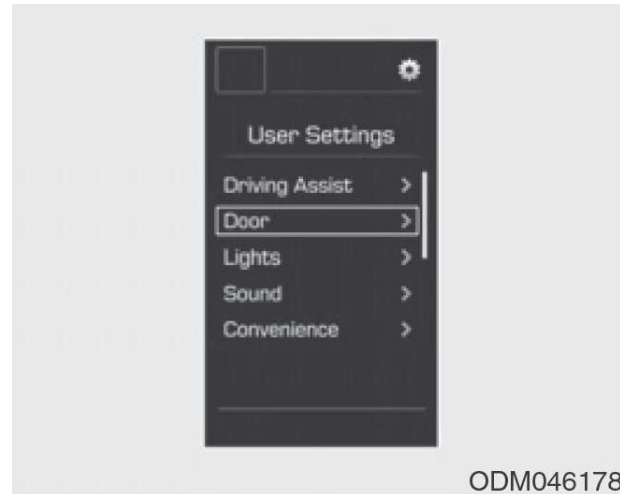 User Settings
Driving Assist >
Door >
Lights >
Sound >
Convenience >
ODM046178